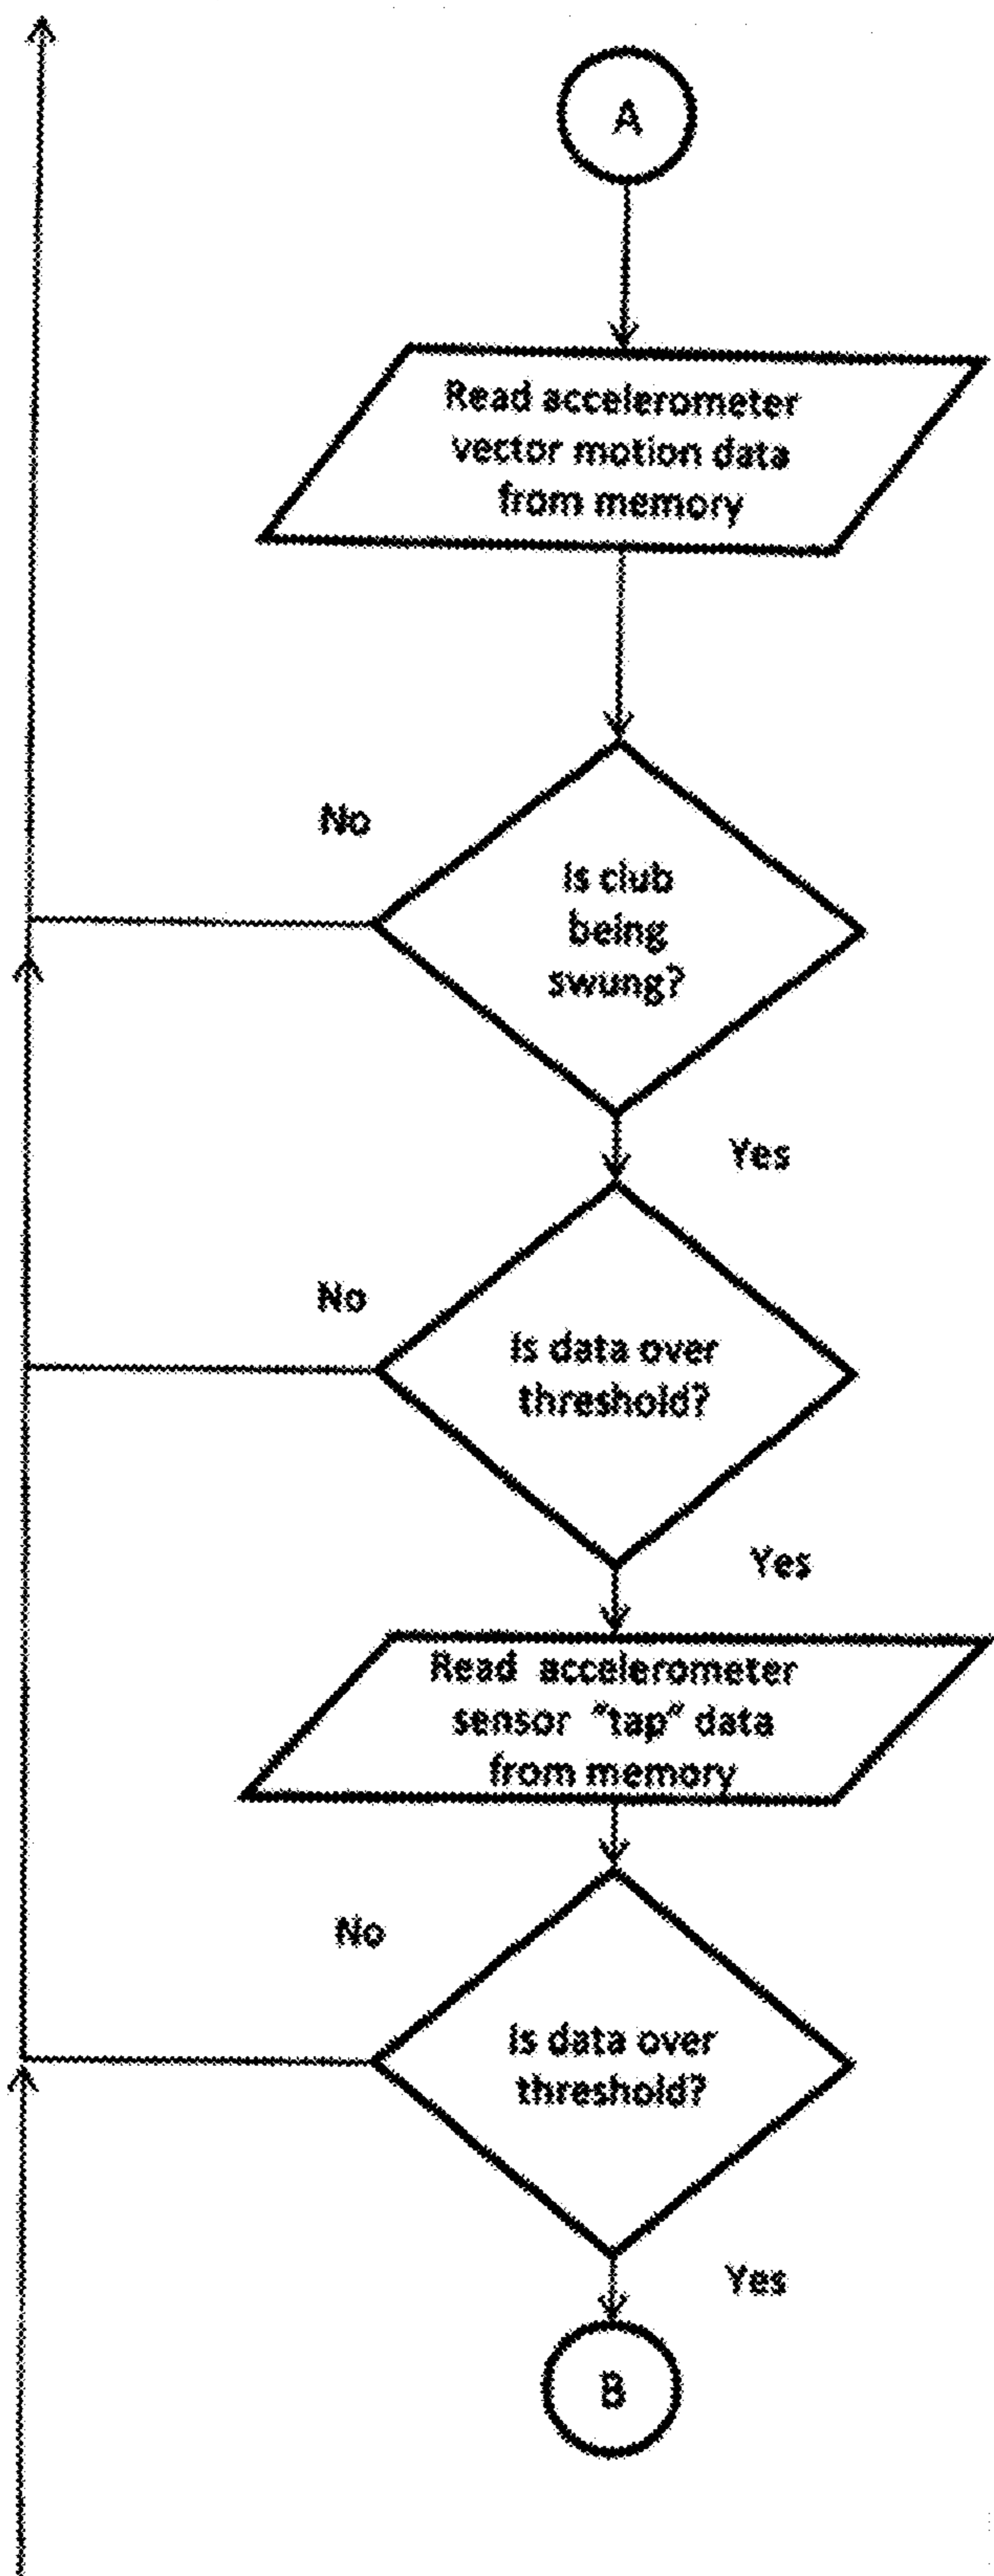 A
Read accelerometer
vector motion data
from memory
No
Is club
being
swung?
Yes
No
Is data over
threshold?
Yes
Read accelerometer
sensor "tap" data
from memory
No
Is data over
threshold?
Yes
B